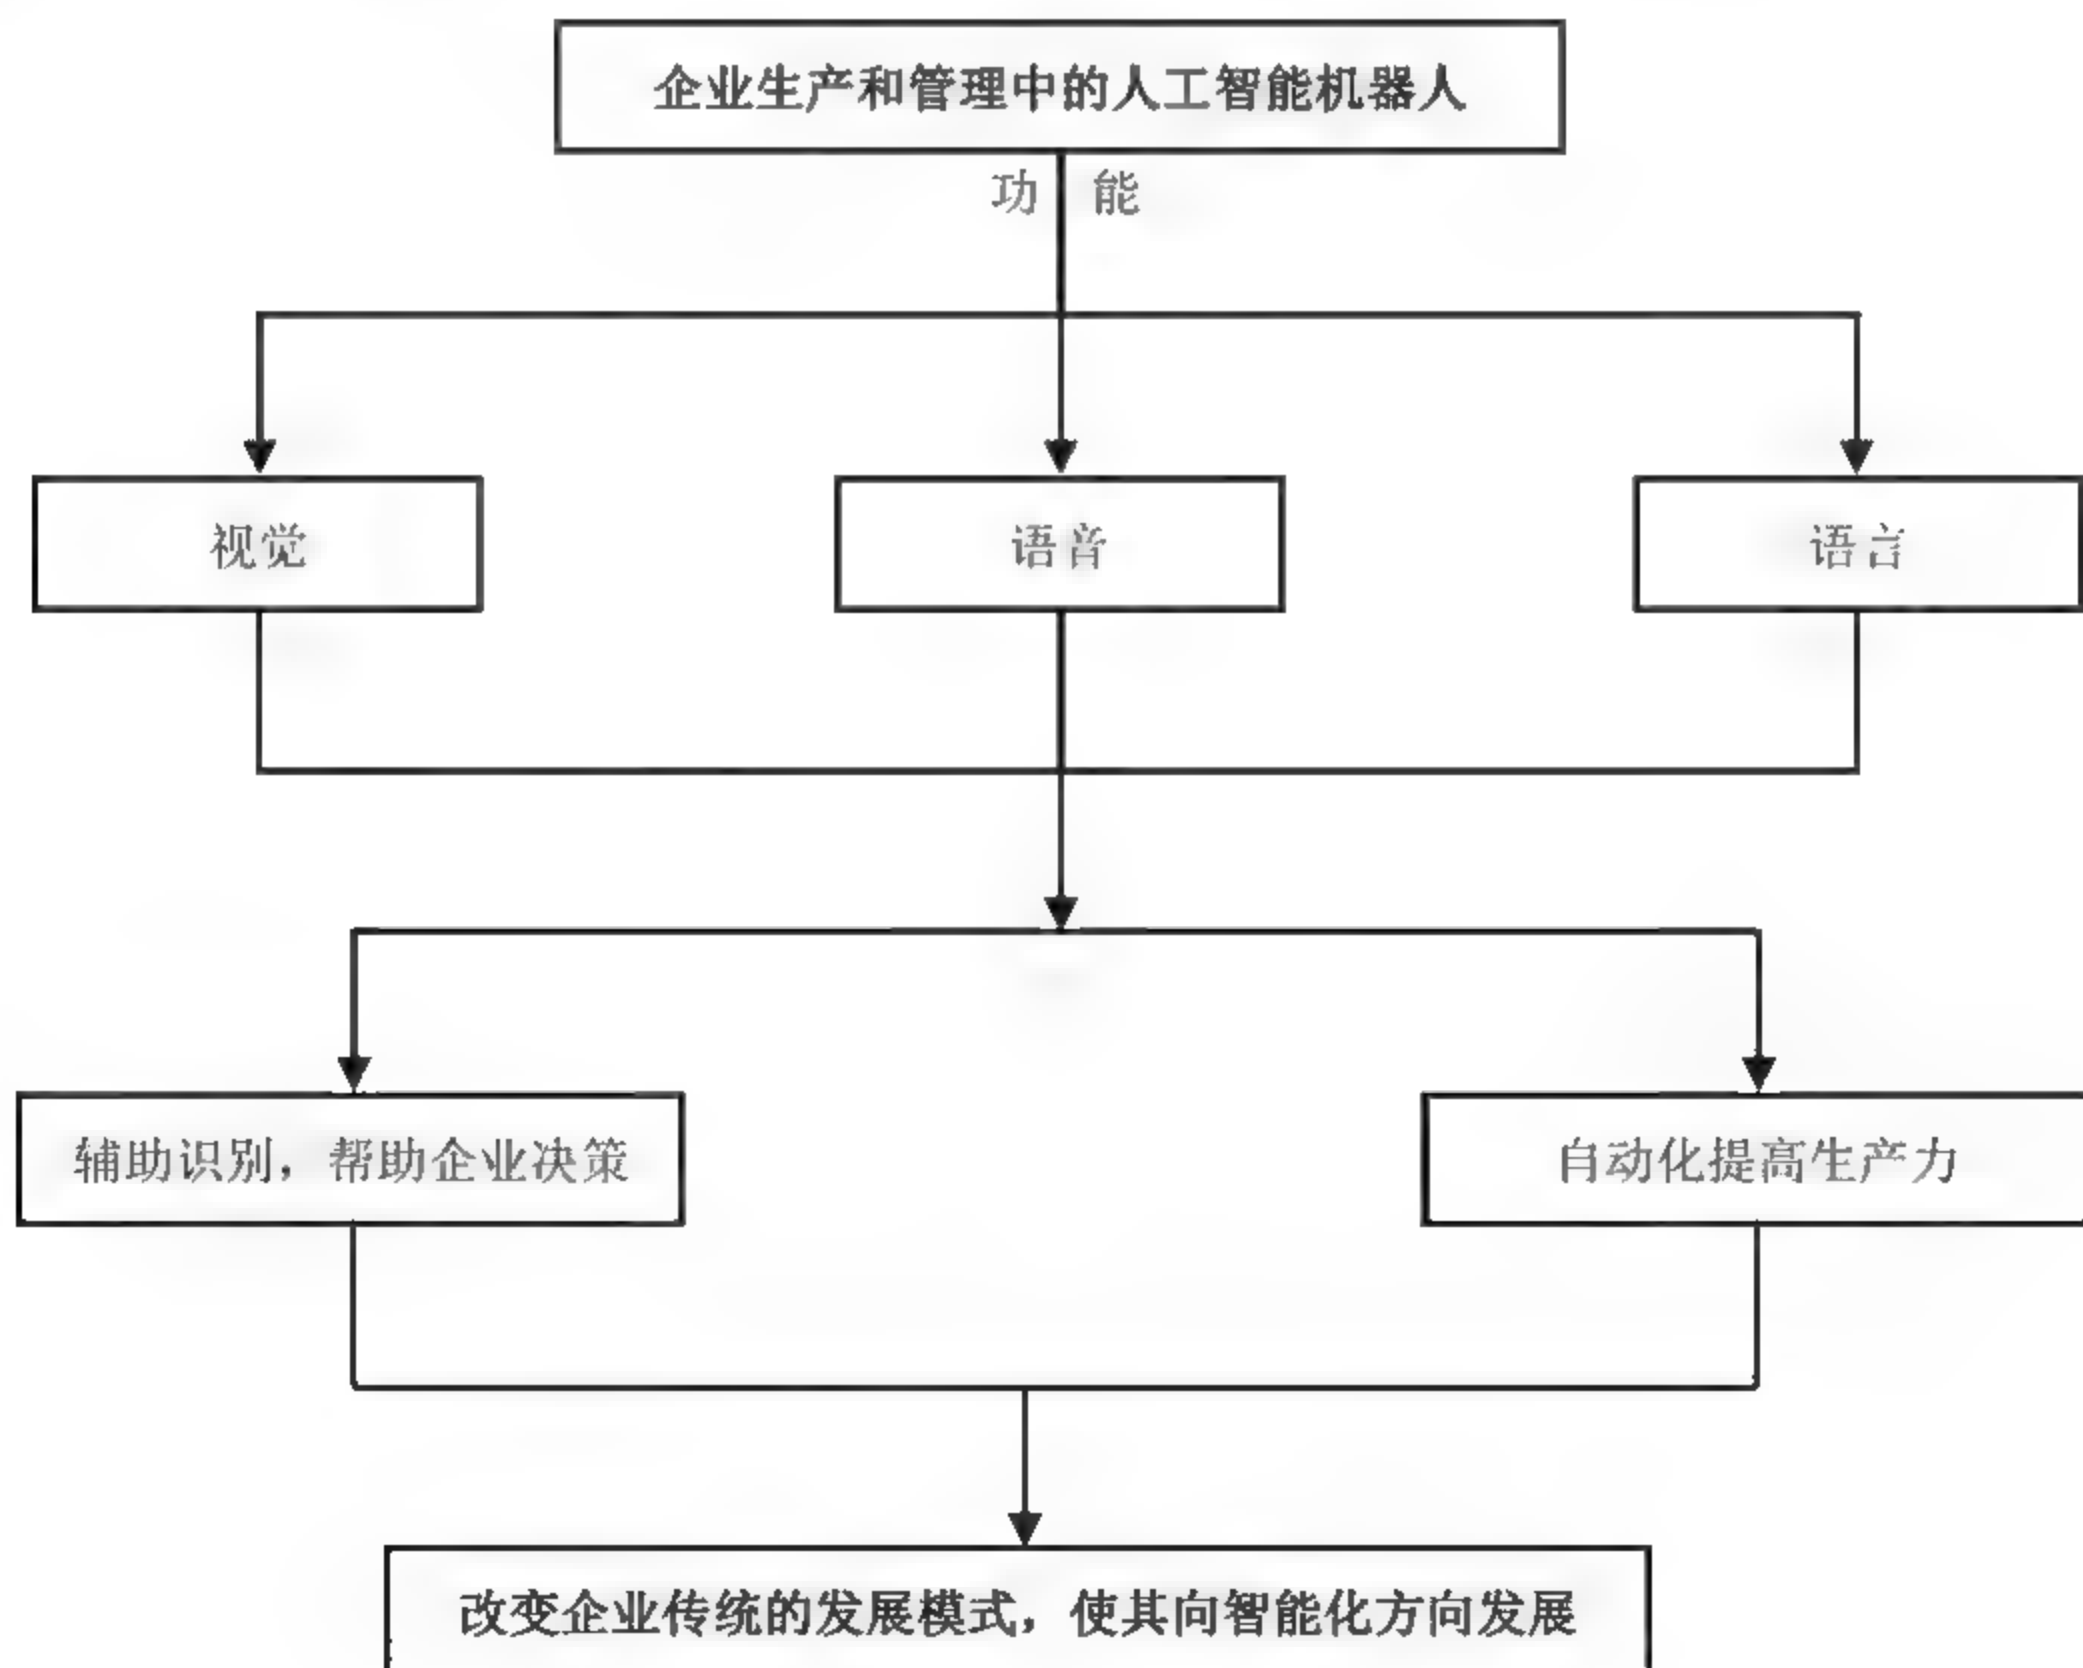 企业生产和管理中的人工智能机器人
功 能
视觉
语音
语言
辅助识别，帮助企业决策
自动化提高生产力
改变企业传统的发展模式，使其向智能化方向发展